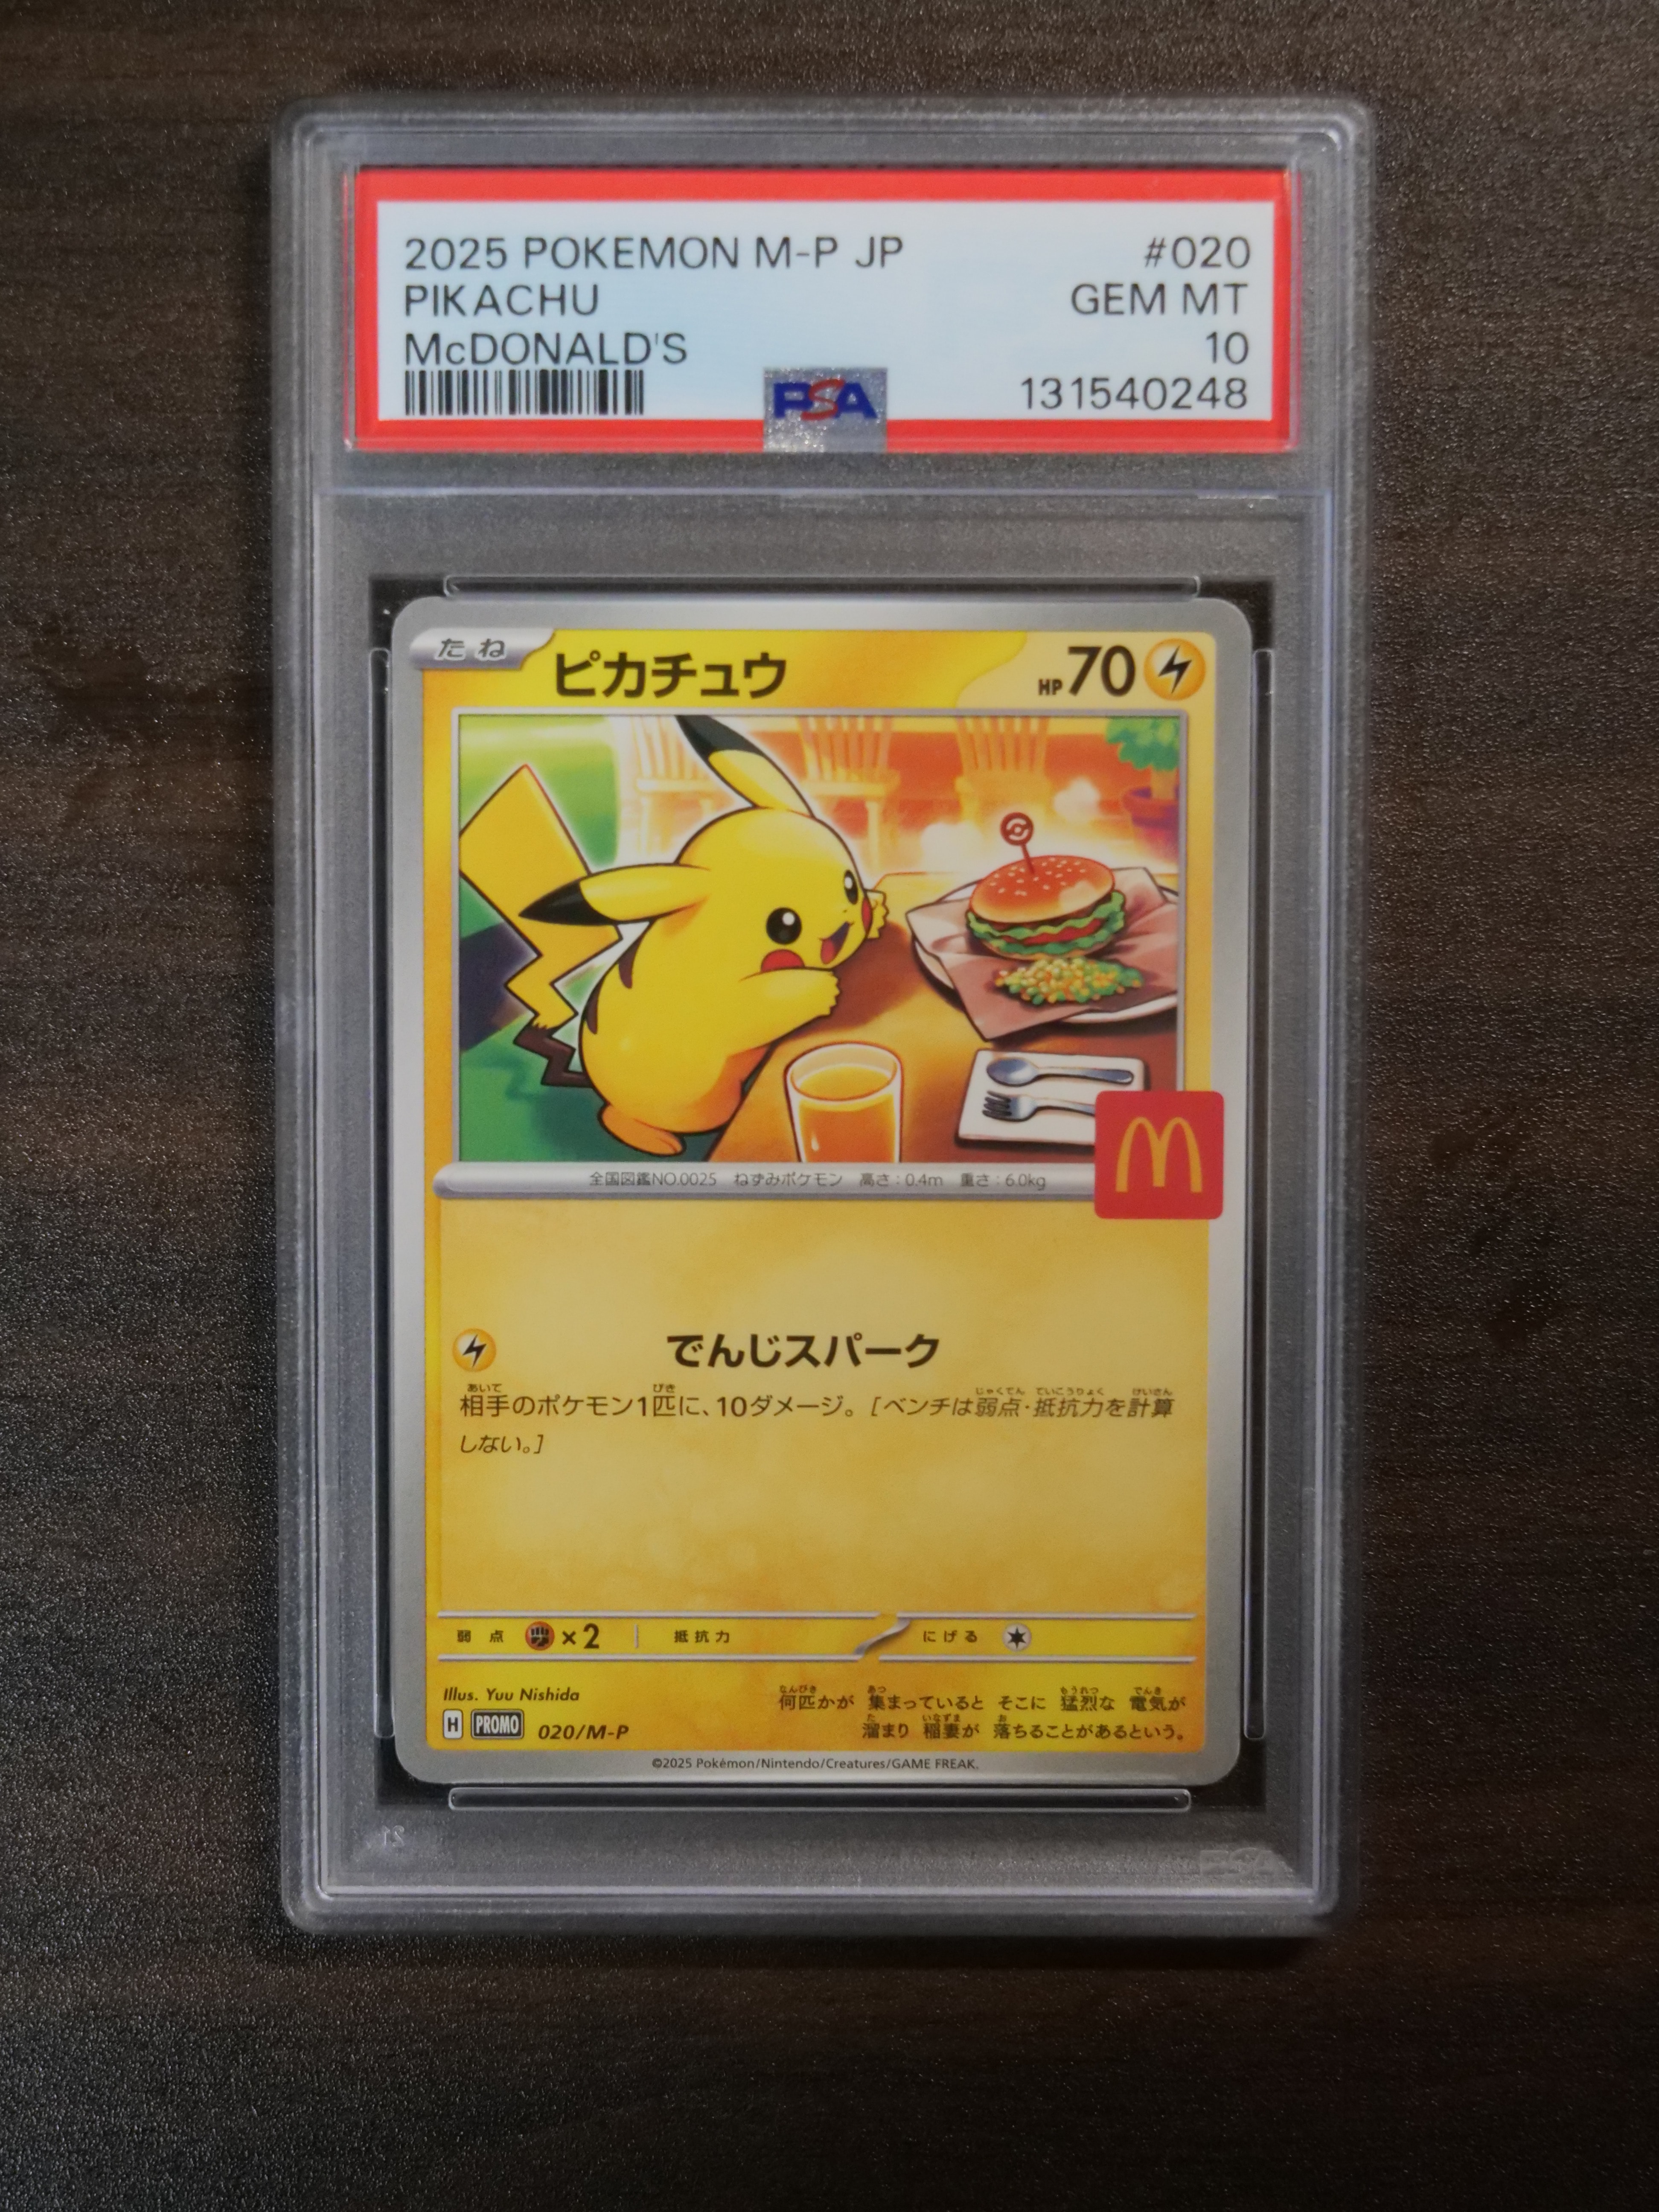 2025 POKEMON M-P JP #020
PIKACHU GEM MT
McDONALD'S 10
PSA 131540248
たね ピカチュウ HP 70
全国図鑑NO.0025 ねずみポケモン 高さ：0.4m 重さ：6.0kg
でんじスパーク
相手のポケモン1匹に、10ダメージ。［ベンチは弱点・抵抗力を計算
しない。］
弱点 ×2 抵抗力 にげる
Illus. Yuu Nishida
何匹かが 集まっていると そこに 猛烈な 電気が
H PROMO 020/M-P
溜まり 稲妻が 落ちることがあるという。
©2025 Pokémon/Nintendo/Creatures/GAME FREAK.